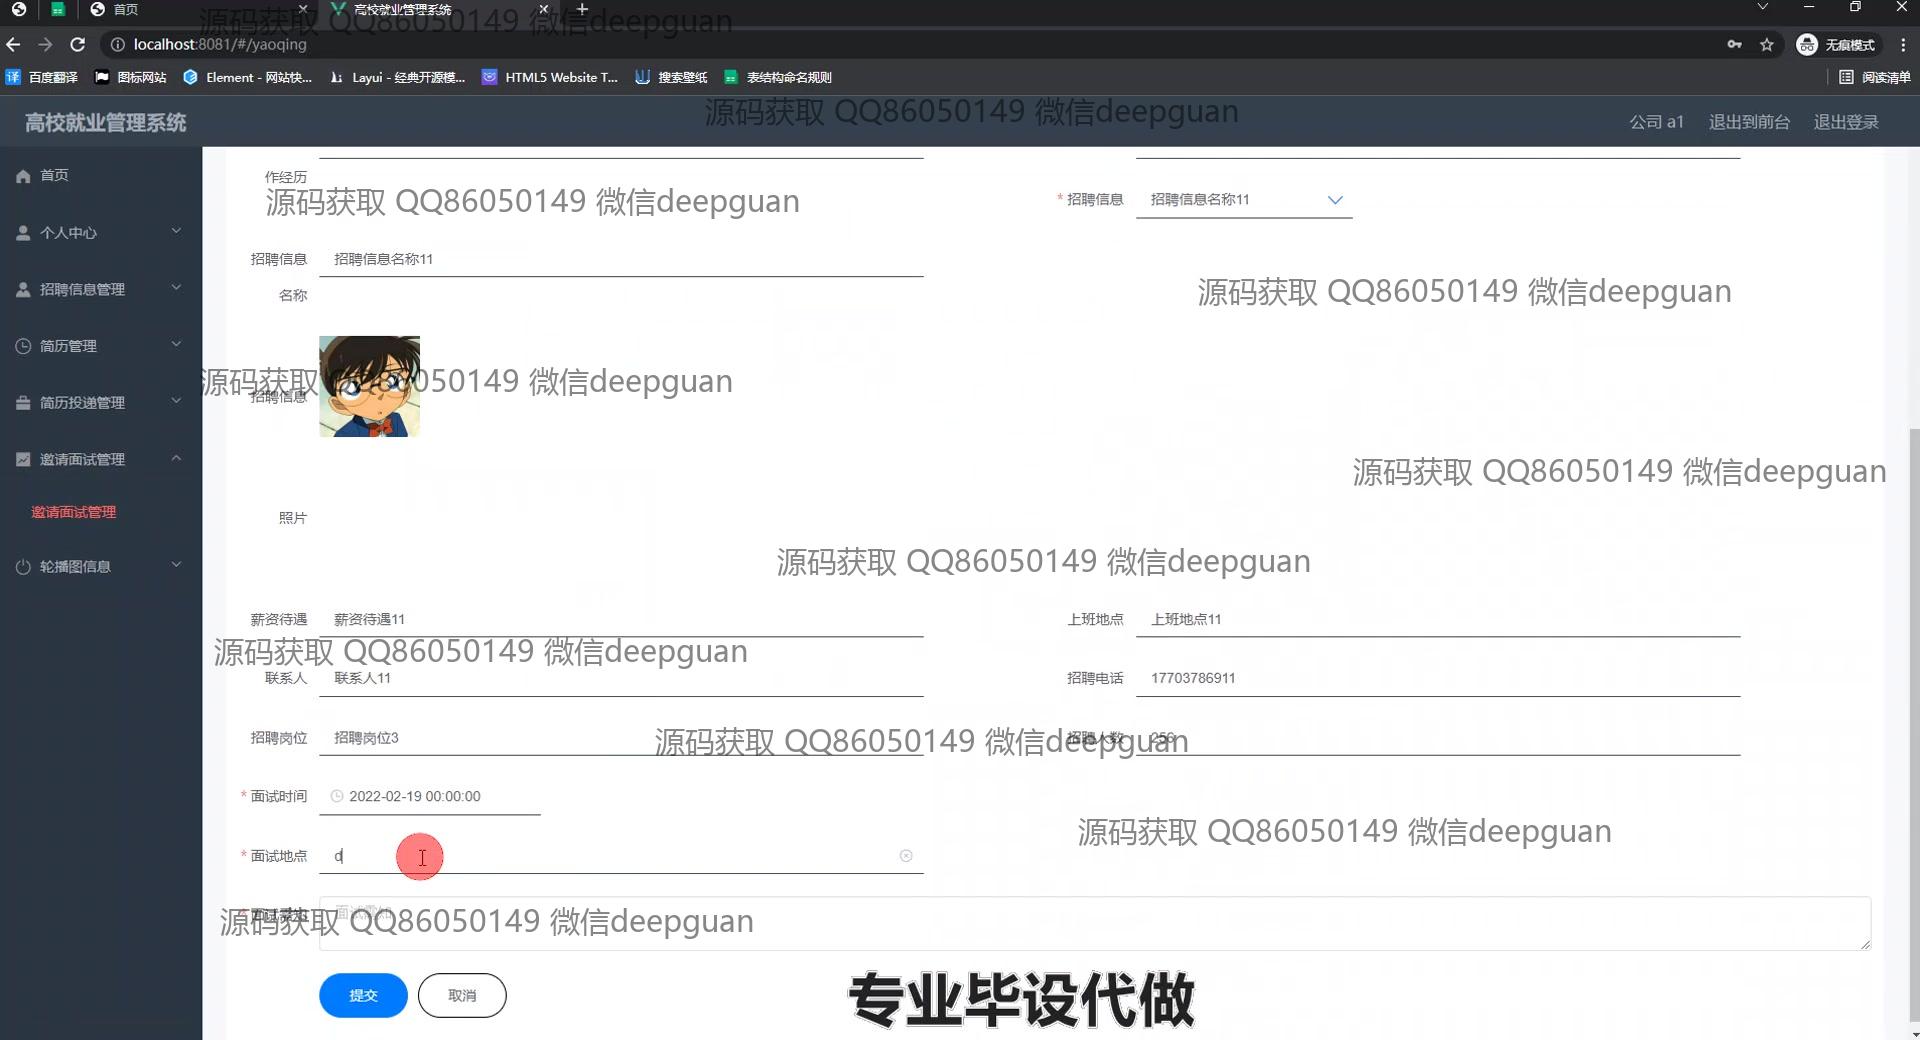 首页
高校就业管理系统
源码获取 QQ86050149 微信deepguan
localhost:8081/#/yaoqing
无痕模式
百度翻译
图标网站
Element - 网站快...
Layui - 经典开源模...
HTML5 Website T...
搜索壁纸
表结构命名规则
阅读清单
高校就业管理系统
源码获取 QQ86050149 微信deepguan
公司 a1
退出到前台
退出登录
首页
个人中心
招聘信息管理
简历管理
简历投递管理
邀请面试管理
邀请面试管理
轮播图信息
作经历
源码获取 QQ86050149 微信deepguan
* 招聘信息
招聘信息名称11
招聘信息
名称
招聘信息名称11
源码获取 QQ86050149 微信deepguan
源码获取 QQ86050149 微信deepguan
招聘信息
照片
源码获取 QQ86050149 微信deepguan
源码获取 QQ86050149 微信deepguan
薪资待遇
薪资待遇11
上班地点
上班地点11
源码获取 QQ86050149 微信deepguan
联系人
联系人11
招聘电话
17703786911
招聘岗位
招聘岗位3
源码获取 QQ86050149 微信deepguan
招聘人数
256
* 面试时间
2022-02-19 00:00:00
源码获取 QQ86050149 微信deepguan
* 面试地点
d
* 面试需知
面试需知
源码获取 QQ86050149 微信deepguan
提交
取消
专业毕设代做